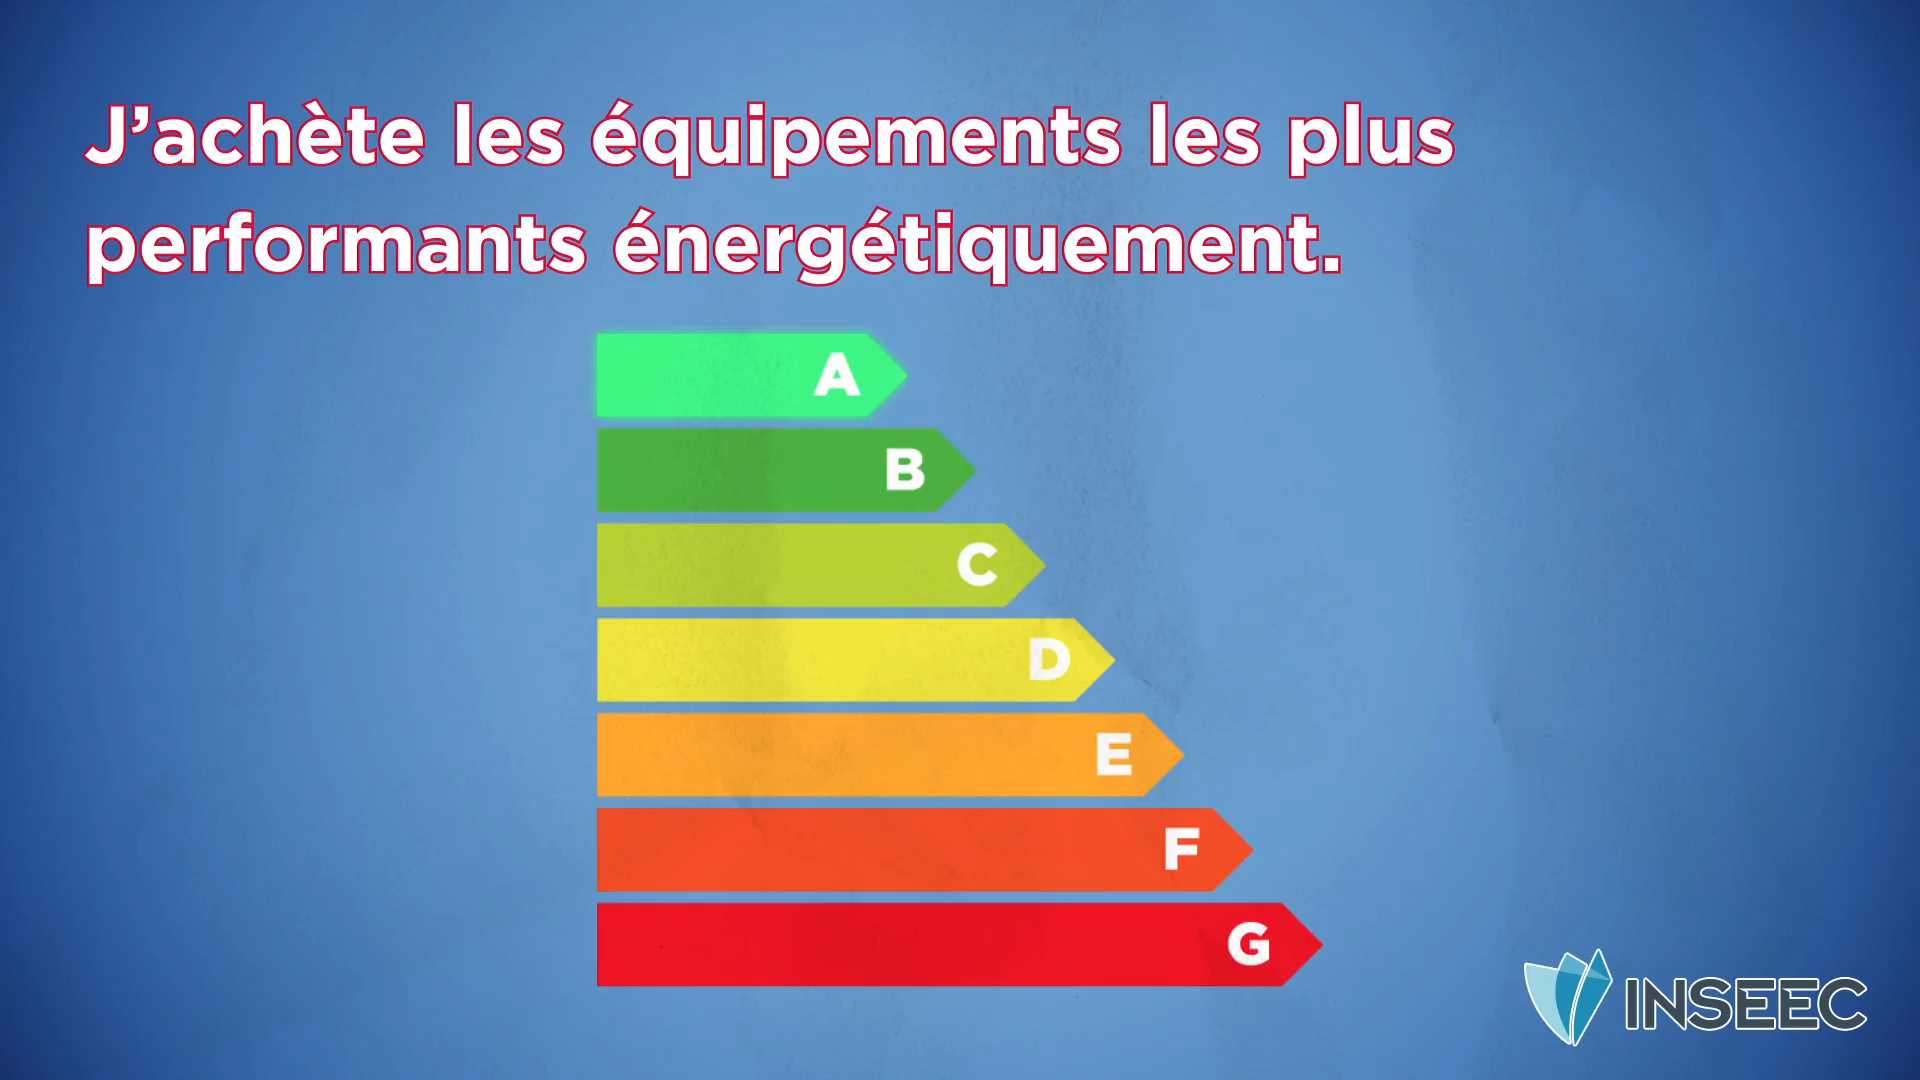 J’achète les équipements les plus
performants énergétiquement.
A
B
C
D
E
F
G
INSEEC